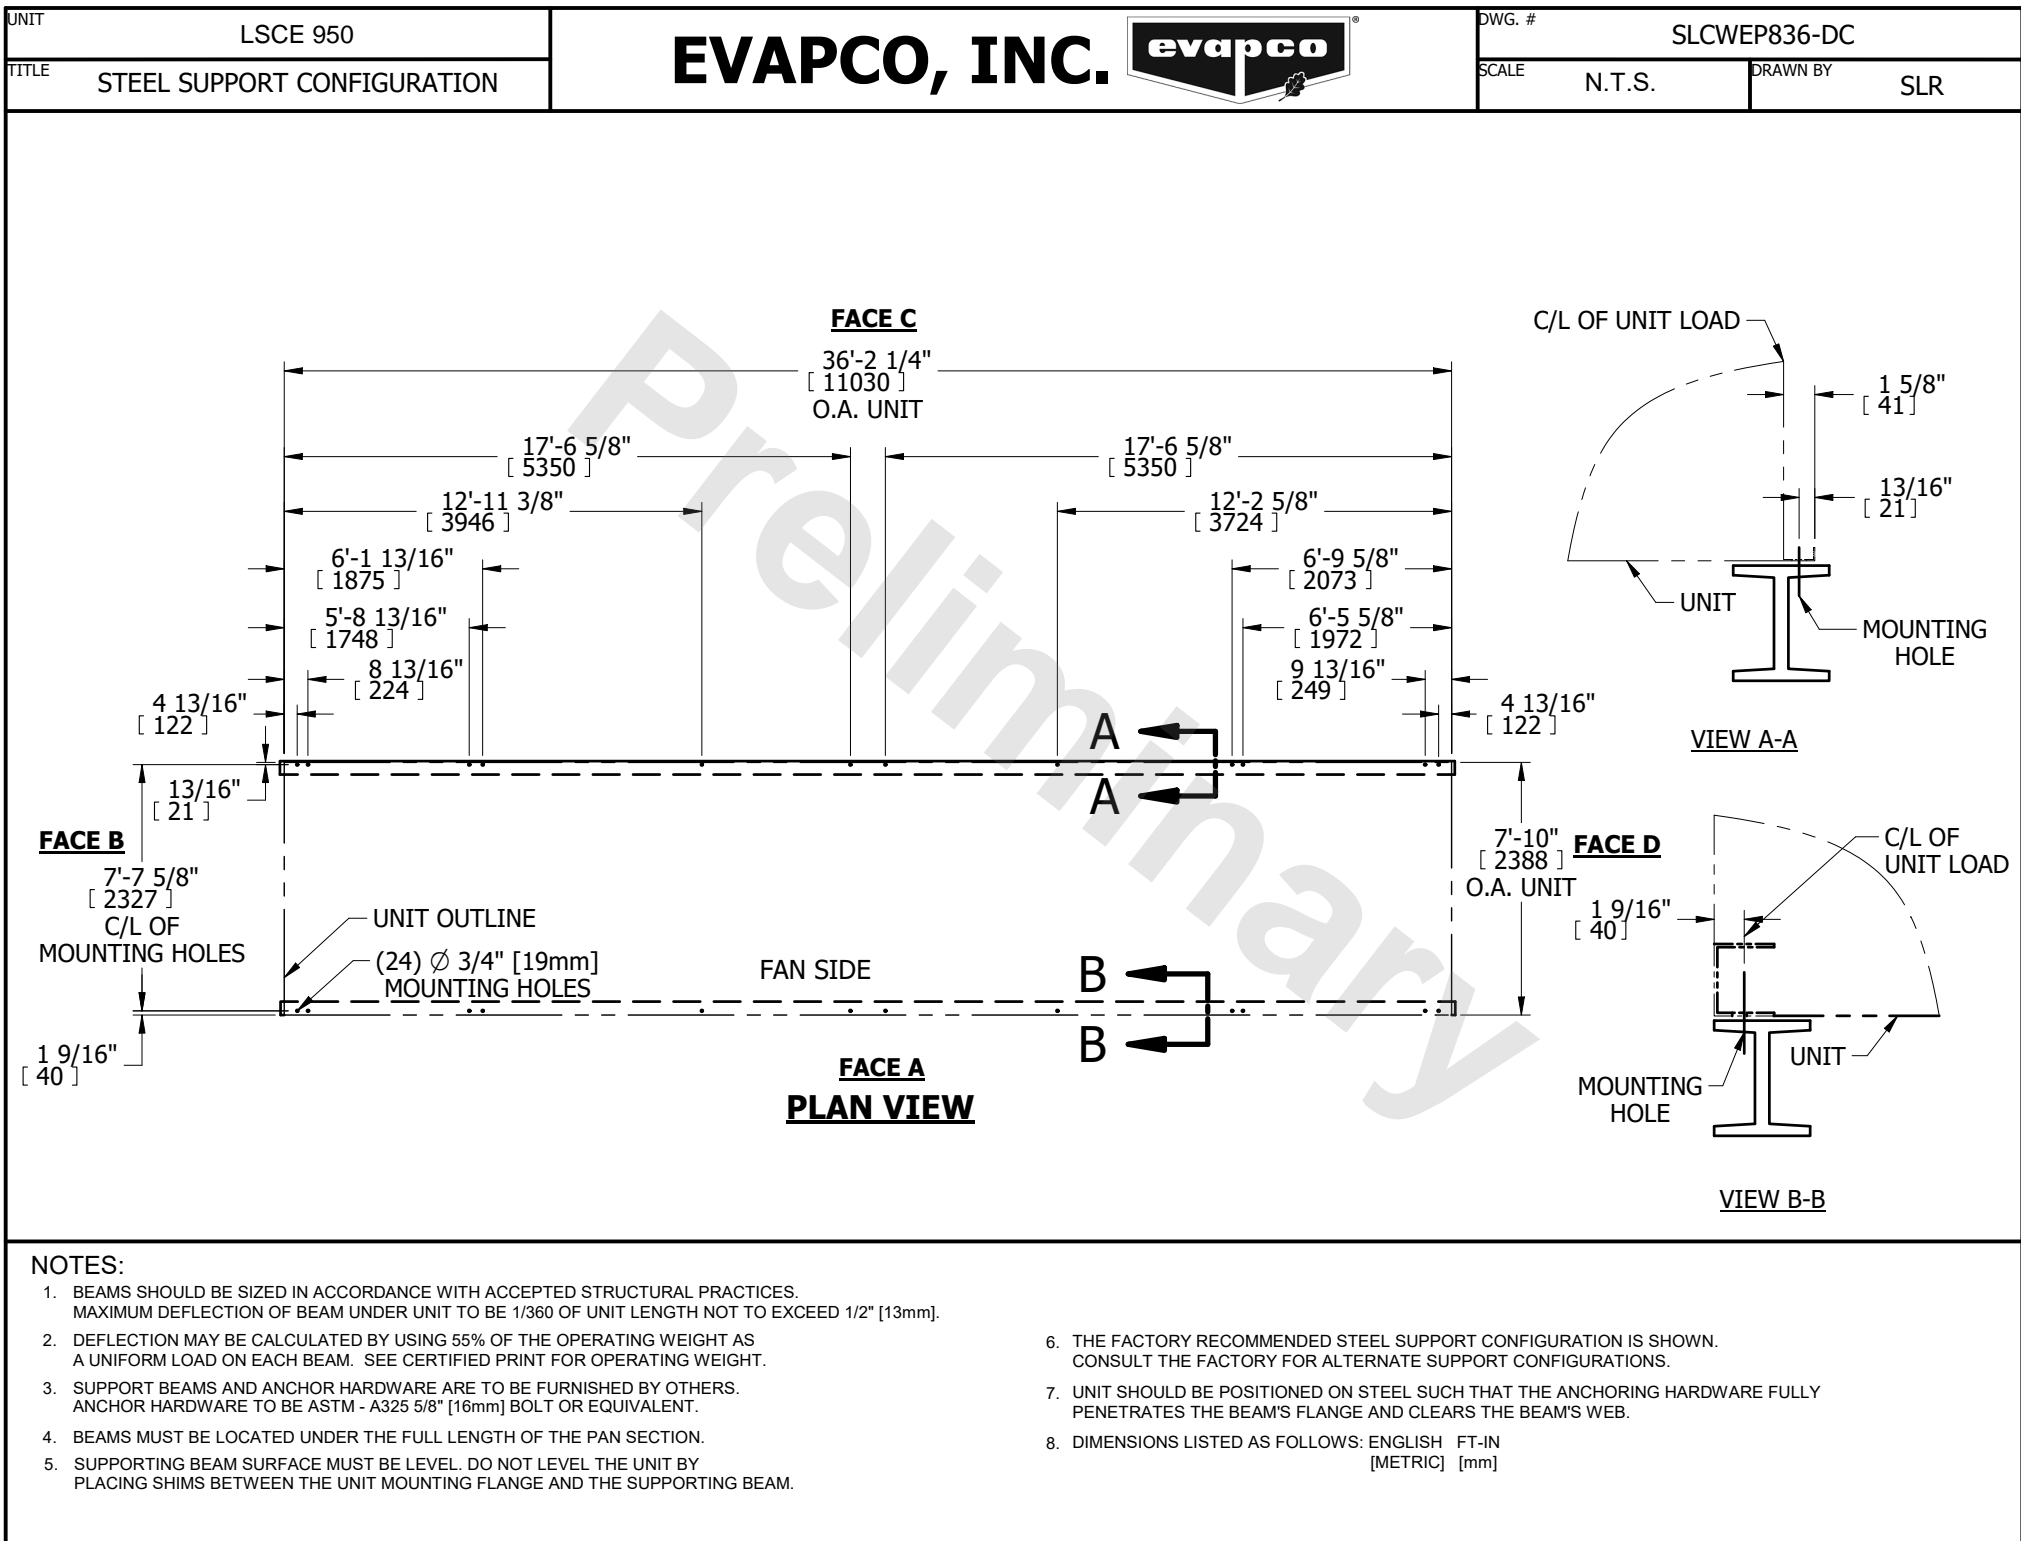 UNIT
LSCE 950
TITLE
STEEL SUPPORT CONFIGURATION
EVAPCO, INC.
evapco
®
DWG. #
SLCWEP836-DC
SCALE
N.T.S.
DRAWN BY
SLR
Preliminary
FACE C
36'-2 1/4"
[ 11030 ]
O.A. UNIT
17'-6 5/8"
[ 5350 ]
17'-6 5/8"
[ 5350 ]
12'-11 3/8"
[ 3946 ]
12'-2 5/8"
[ 3724 ]
6'-1 13/16"
[ 1875 ]
6'-9 5/8"
[ 2073 ]
5'-8 13/16"
[ 1748 ]
6'-5 5/8"
[ 1972 ]
8 13/16"
[ 224 ]
9 13/16"
[ 249 ]
4 13/16"
[ 122 ]
4 13/16"
[ 122 ]
A
A
13/16"
[ 21 ]
FACE B
7'-7 5/8"
[ 2327 ]
C/L OF
MOUNTING HOLES
7'-10"
[ 2388 ]
O.A. UNIT
FACE D
UNIT OUTLINE
(24) ∅ 3/4" [19mm]
MOUNTING HOLES
FAN SIDE
B
B
1 9/16"
[ 40 ]
FACE A
PLAN VIEW
C/L OF UNIT LOAD
1 5/8"
[ 41 ]
13/16"
[ 21 ]
UNIT
MOUNTING
HOLE
VIEW A-A
C/L OF
UNIT LOAD
1 9/16"
[ 40 ]
UNIT
MOUNTING
HOLE
VIEW B-B
NOTES:
1. BEAMS SHOULD BE SIZED IN ACCORDANCE WITH ACCEPTED STRUCTURAL PRACTICES.
MAXIMUM DEFLECTION OF BEAM UNDER UNIT TO BE 1/360 OF UNIT LENGTH NOT TO EXCEED 1/2" [13mm].
2. DEFLECTION MAY BE CALCULATED BY USING 55% OF THE OPERATING WEIGHT AS
A UNIFORM LOAD ON EACH BEAM. SEE CERTIFIED PRINT FOR OPERATING WEIGHT.
3. SUPPORT BEAMS AND ANCHOR HARDWARE ARE TO BE FURNISHED BY OTHERS.
ANCHOR HARDWARE TO BE ASTM - A325 5/8" [16mm] BOLT OR EQUIVALENT.
4. BEAMS MUST BE LOCATED UNDER THE FULL LENGTH OF THE PAN SECTION.
5. SUPPORTING BEAM SURFACE MUST BE LEVEL. DO NOT LEVEL THE UNIT BY
PLACING SHIMS BETWEEN THE UNIT MOUNTING FLANGE AND THE SUPPORTING BEAM.
6. THE FACTORY RECOMMENDED STEEL SUPPORT CONFIGURATION IS SHOWN.
CONSULT THE FACTORY FOR ALTERNATE SUPPORT CONFIGURATIONS.
7. UNIT SHOULD BE POSITIONED ON STEEL SUCH THAT THE ANCHORING HARDWARE FULLY
PENETRATES THE BEAM'S FLANGE AND CLEARS THE BEAM'S WEB.
8. DIMENSIONS LISTED AS FOLLOWS: ENGLISH FT-IN
[METRIC] [mm]